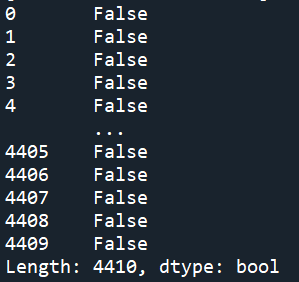 0 False
1 False
2 False
3 False
4 False
...
4405 False
4406 False
4407 False
4408 False
4409 False
Length: 4410, dtype: bool